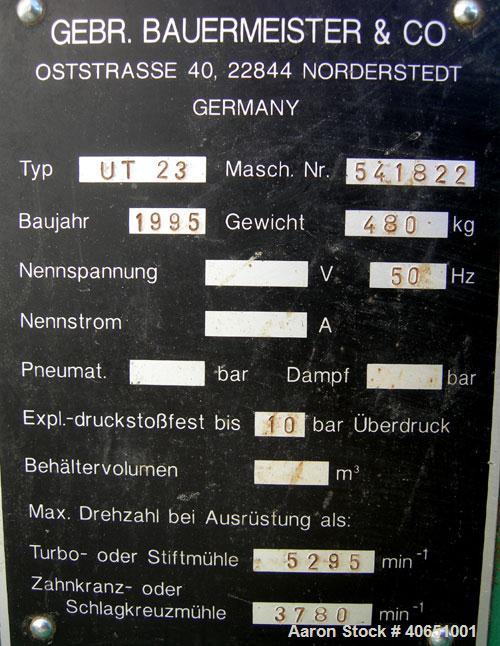 GEBR. BAUERMEISTER & CO
OSTSTRASSE 40, 22844 NORDERSTEDT
GERMANY
Typ UT 23 Masch. Nr. 541822
Baujahr 1995 Gewicht 480 kg
Nennspannung V 50 Hz
Nennstrom A
Pneumat. bar Dampf bar
Expl.-druckstoßfest bis 10 bar Überdruck
Behältervolumen m³
Max. Drehzahl bei Ausrüstung als:
Turbo- oder Stiftmühle 5295 min⁻¹
Zahnkranz- oder
Schlagkreuzmühle 3780 min⁻¹
Aaron Stock # 40651001